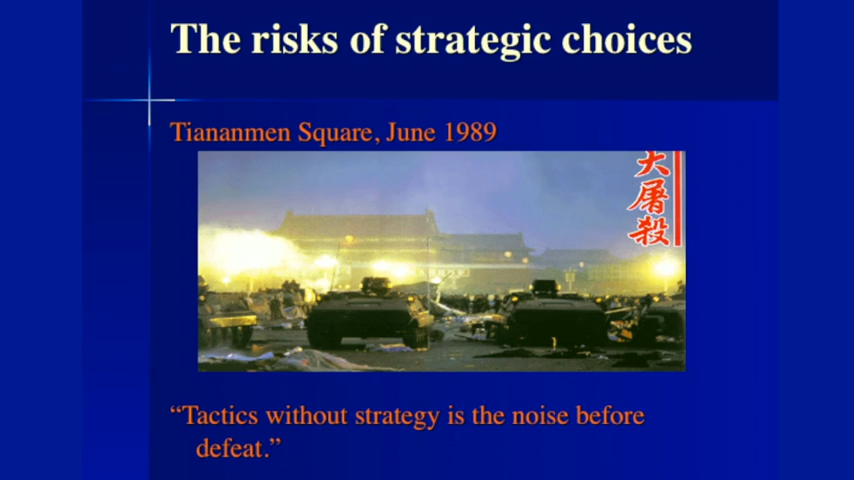 The risks of strategic choices
Tiananmen Square, June 1989
大屠殺
“Tactics without strategy is the noise before
defeat.”